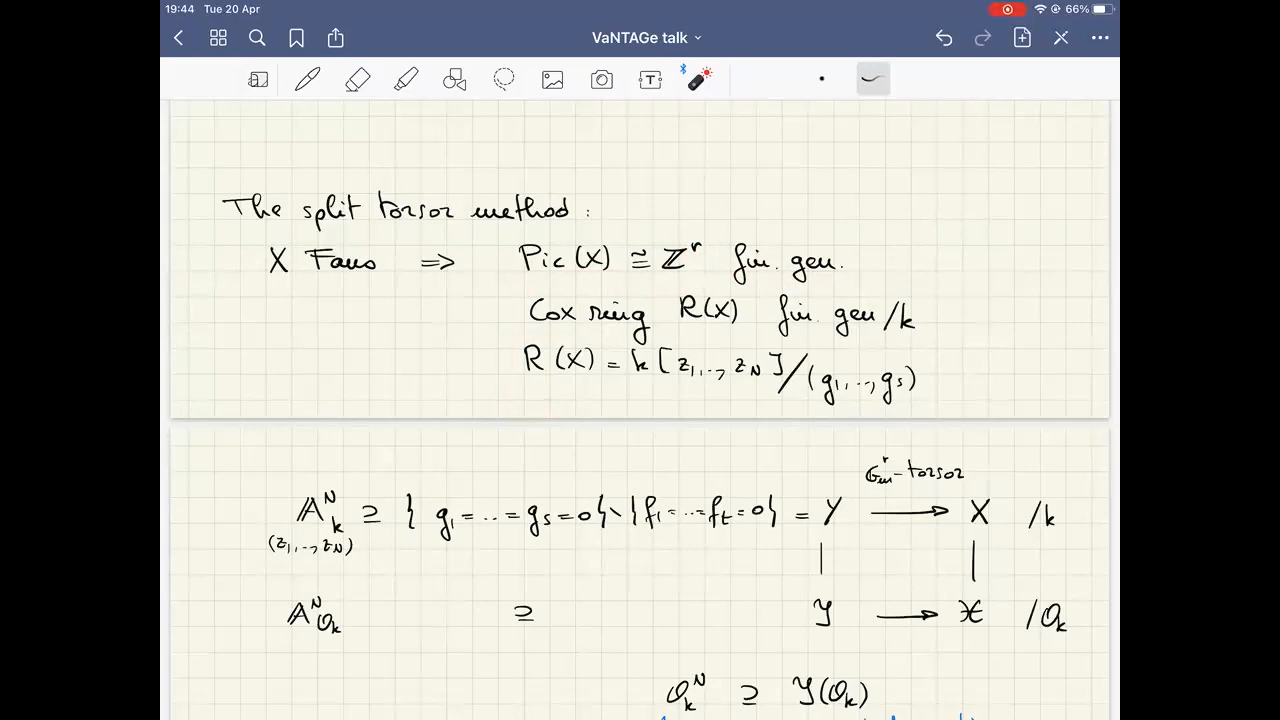 19:44 Tue 20 Apr 66%
VaNTAGe talk
The split torsor method :
X Fano ⇒ Pic(X) ≅ ℤ^r fin. gen.
Cox ring R(X) fin. gen/k
R(X) = k[z_1,..,z_N]/(g_1,..,g_s)
𝔾_m^r-torsor
𝔸^N_k ⊇ { g_1=..=g_s=0}∖{f_1=..=f_t=0} = Y ⟶ X /k
(z_1,..,z_N)
𝔸^N_{O_k} ⊇ 𝒴 ⟶ 𝒳 /O_k
O_k^N ⊇ 𝒴(O_k)